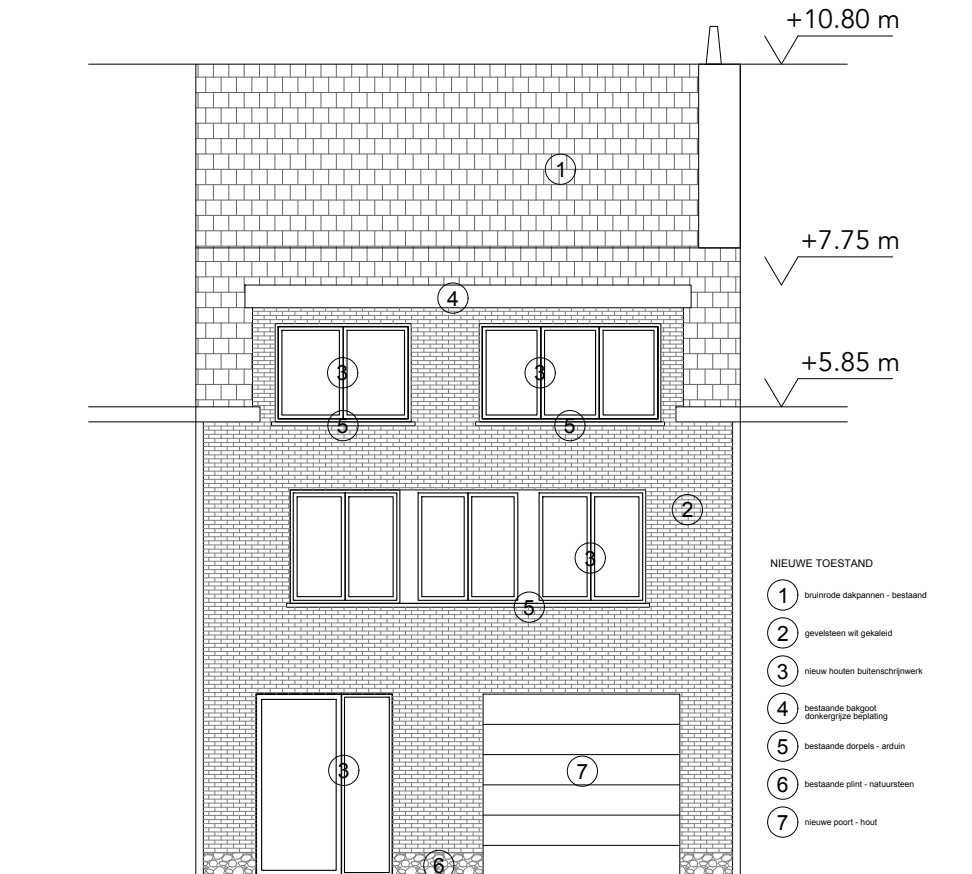 +10.80 m
1
+7.75 m
4
+5.85 m
3
3
5
5
2
3
5
3
7
6
NIEUWE TOESTAND
1 bruinrode dakpannen - bestaand
2 gevelsteen wit gekaleid
3 nieuw houten buitenschrijnwerk
4 bestaande bakgoot
donkergrijze beplating
5 bestaande dorpels - arduin
6 bestaande plint - natuursteen
7 nieuwe poort - hout